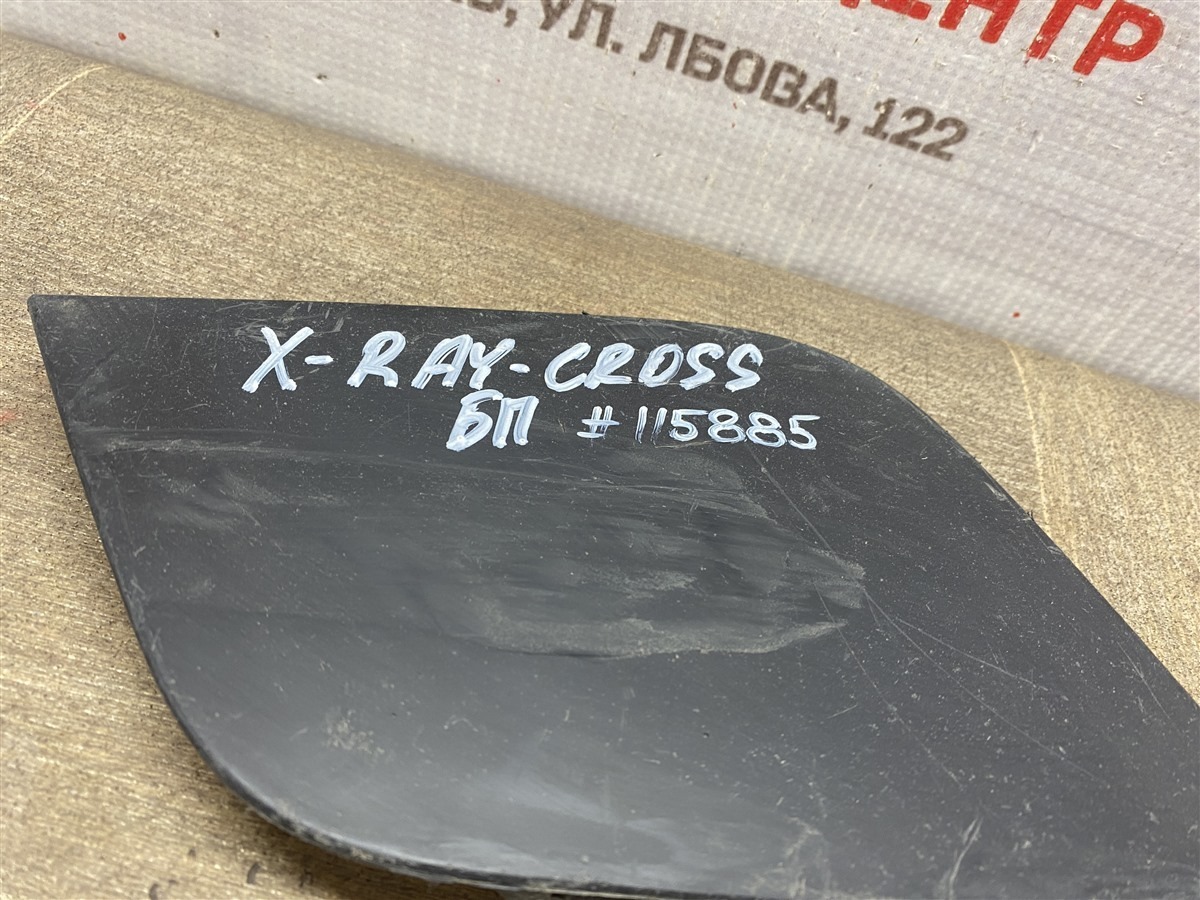 УЛ. ЛБОВА, 122
X-RAY-CROSS
БП #115885